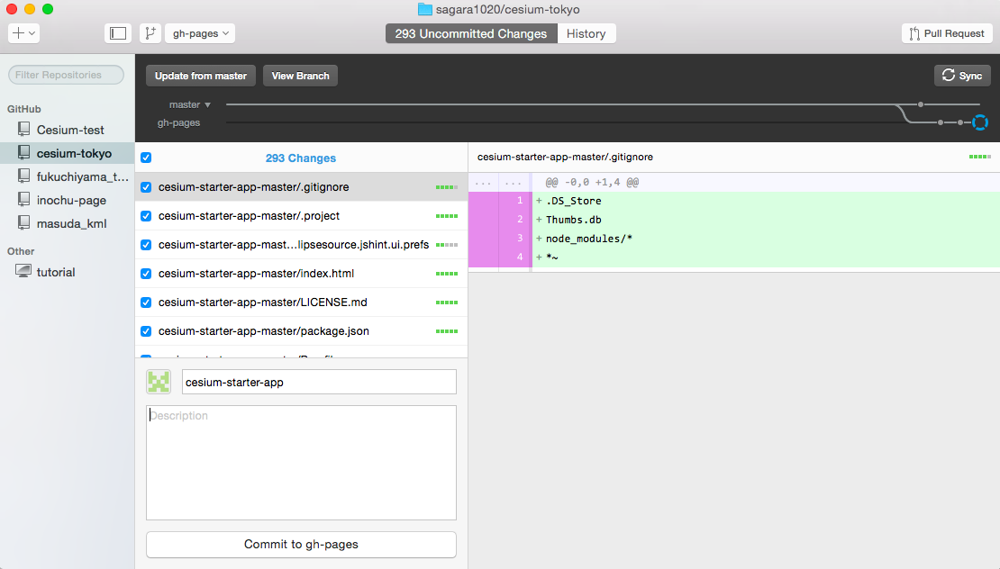 sagara1020/cesium-tokyo
gh-pages
293 Uncommitted Changes
History
Pull Request
Filter Repositories
GitHub
Cesium-test
cesium-tokyo
fukuchiyama_t...
inochu-page
masuda_kml
Other
tutorial
Update from master
View Branch
Sync
master
gh-pages
293 Changes
cesium-starter-app-master/.gitignore
cesium-starter-app-master/.project
cesium-starter-app-mast...lipsesource.jshint.ui.prefs
cesium-starter-app-master/index.html
cesium-starter-app-master/LICENSE.md
cesium-starter-app-master/package.json
cesium-starter-app
Description
Commit to gh-pages
cesium-starter-app-master/.gitignore
... ... @@ -0,0 +1,4 @@
1 +.DS_Store
2 +Thumbs.db
3 +node_modules/*
4 +*~